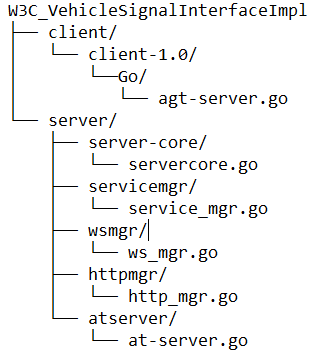 W3C_VehicleSignalInterfaceImpl
├── client/
│   └── client-1.0/
│       └──Go/
│           └── agt-server.go
└── server/
    ├── server-core/
    │   └── servercore.go
    ├── servicemgr/
    │   └── service_mgr.go
    ├── wsmgr/
    │   └── ws_mgr.go
    ├── httpmgr/
    │   └── http_mgr.go
    └── atserver/
        └── at-server.go